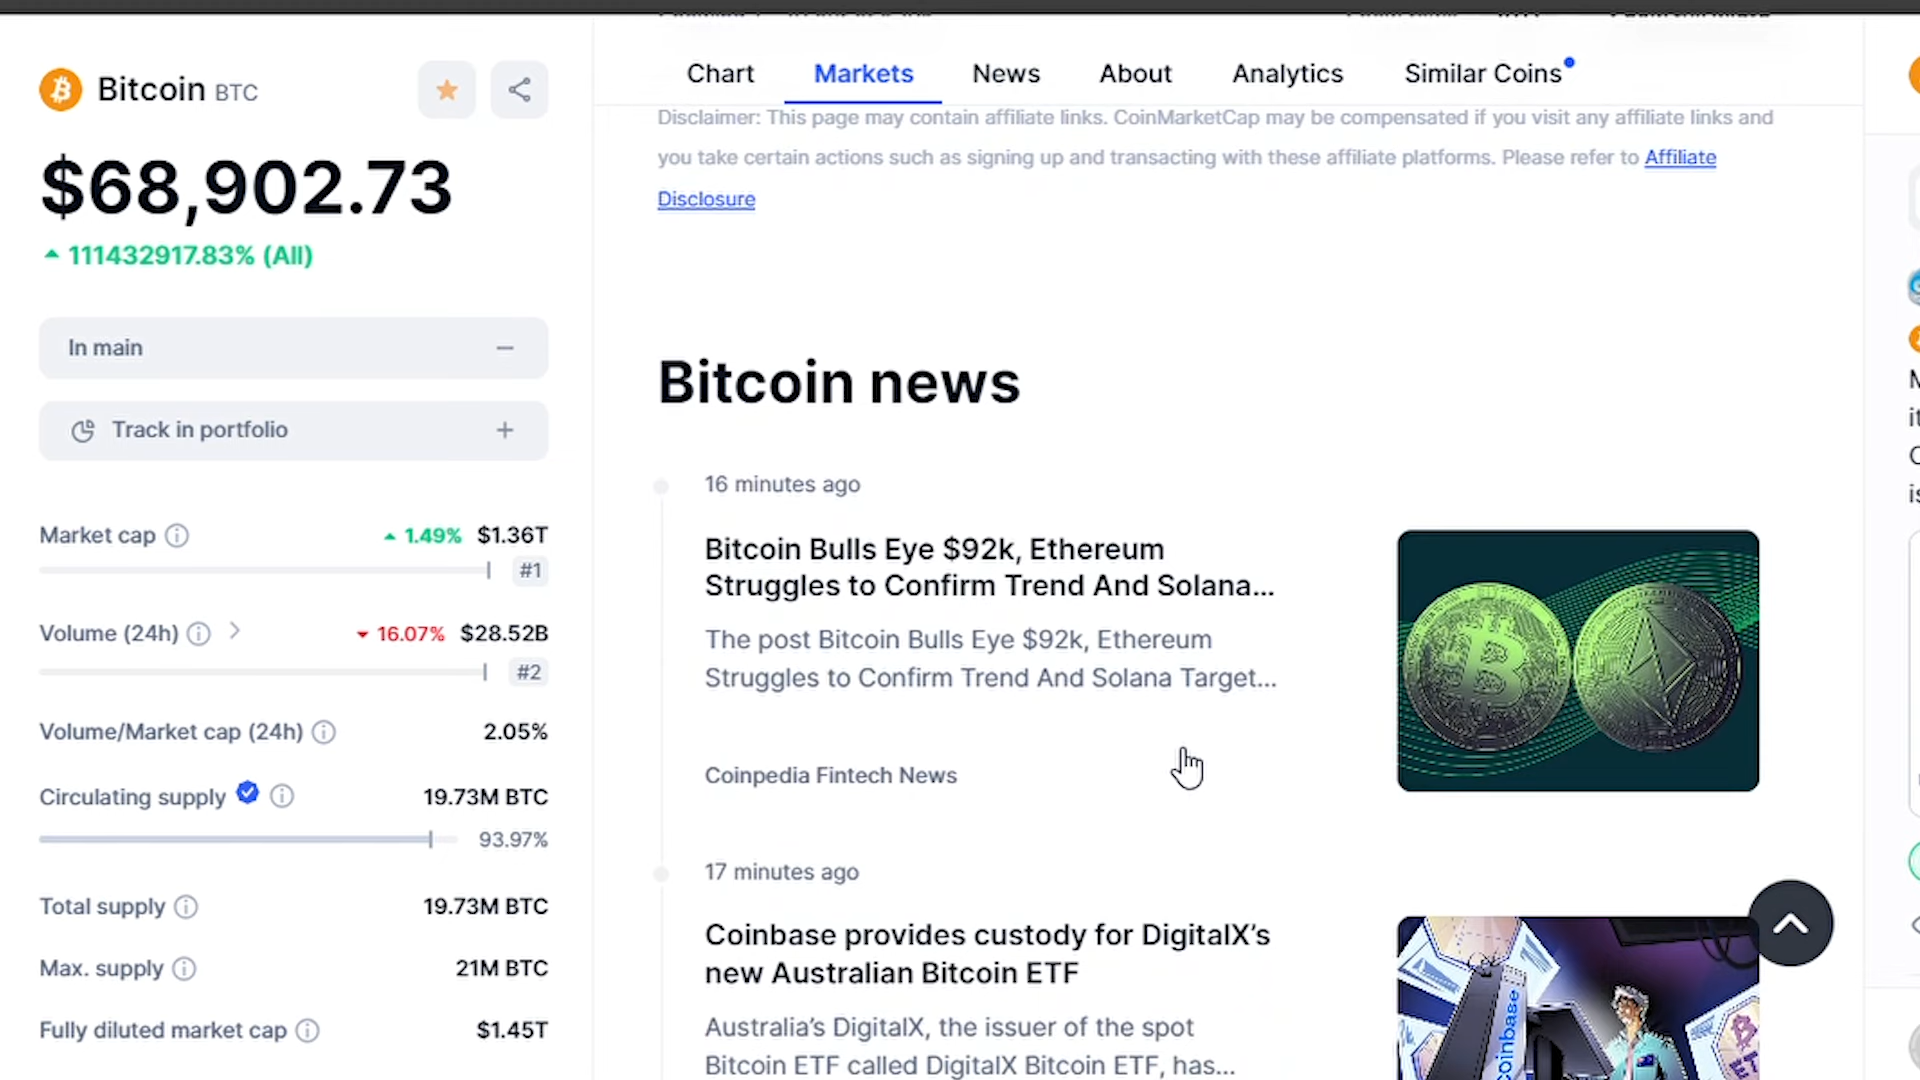 Bitcoin BTC
$68,902.73
111432917.83% (All)
In main
Track in portfolio
Market cap 1.49% $1.36T
#1
Volume (24h) 16.07% $28.52B
#2
Volume/Market cap (24h) 2.05%
Circulating supply 19.73M BTC
93.97%
Total supply 19.73M BTC
Max. supply 21M BTC
Fully diluted market cap $1.45T
Chart Markets News About Analytics Similar Coins
Disclaimer: This page may contain affiliate links. CoinMarketCap may be compensated if you visit any affiliate links and
you take certain actions such as signing up and transacting with these affiliate platforms. Please refer to Affiliate
Disclosure
Bitcoin news
16 minutes ago
Bitcoin Bulls Eye $92k, Ethereum
Struggles to Confirm Trend And Solana...
The post Bitcoin Bulls Eye $92k, Ethereum
Struggles to Confirm Trend And Solana Target...
Coinpedia Fintech News
17 minutes ago
Coinbase provides custody for DigitalX’s
new Australian Bitcoin ETF
Australia’s DigitalX, the issuer of the spot
Bitcoin ETF called DigitalX Bitcoin ETF, has...
coinbase